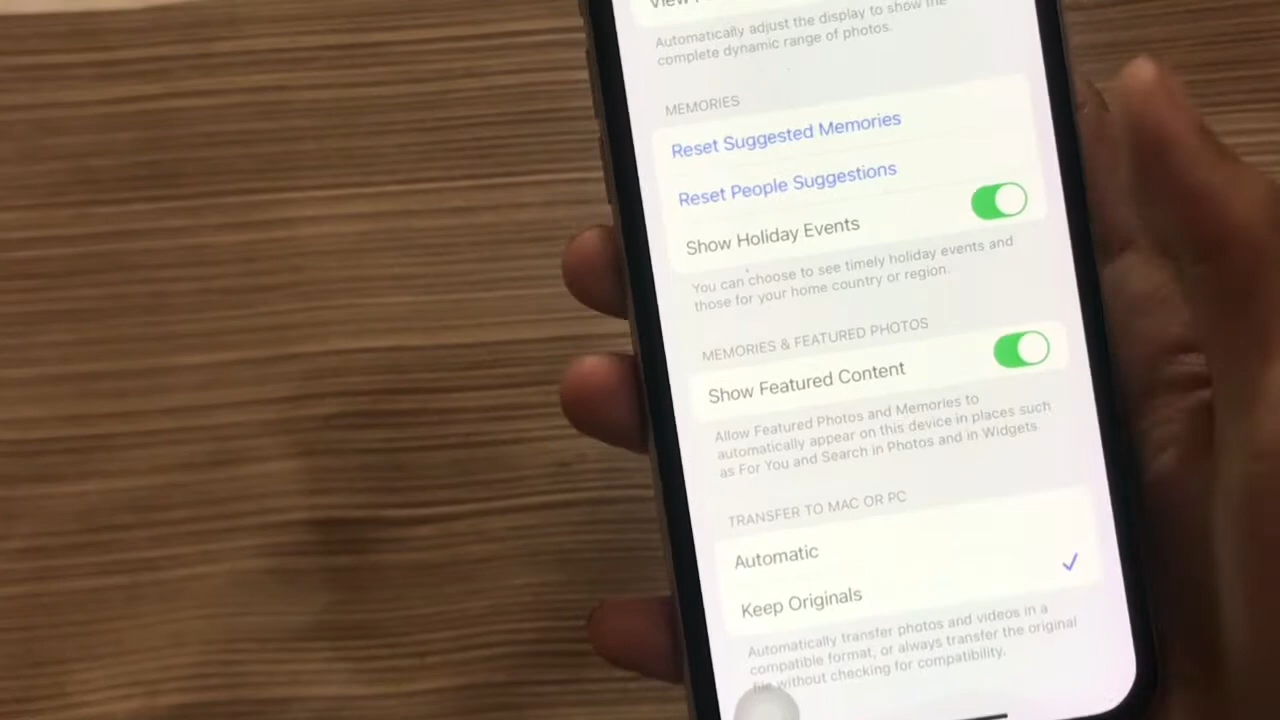 View
Automatically adjust the display to show the
complete dynamic range of photos.
MEMORIES
Reset Suggested Memories
Reset People Suggestions
Show Holiday Events
You can choose to see timely holiday events and
those for your home country or region.
MEMORIES & FEATURED PHOTOS
Show Featured Content
Allow Featured Photos and Memories to
automatically appear on this device in places such
as For You and Search in Photos and in Widgets.
TRANSFER TO MAC OR PC
Automatic
Keep Originals
Automatically transfer photos and videos in a
compatible format, or always transfer the original
file without checking for compatibility.